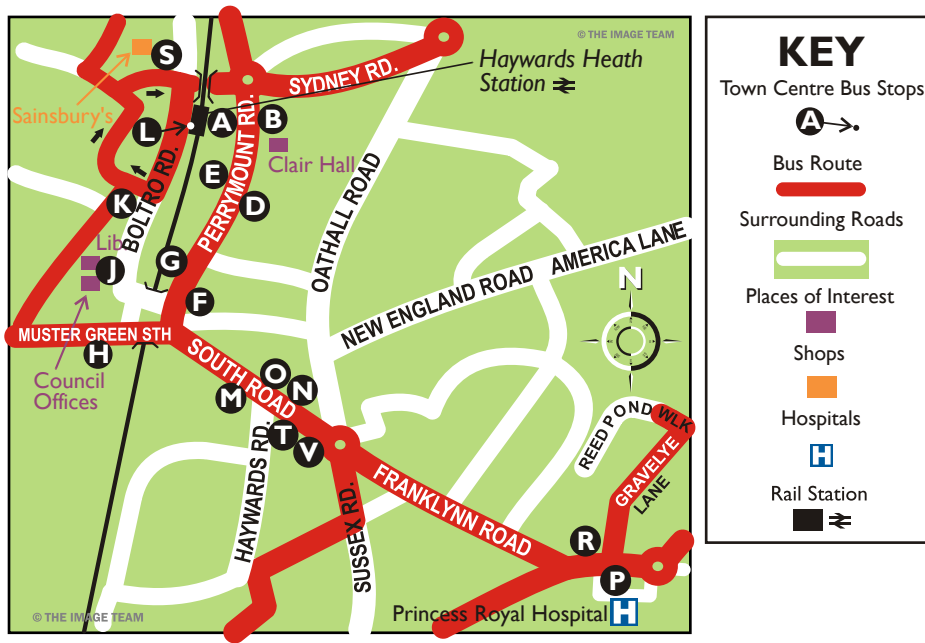 © THE IMAGE TEAM
S
SYDNEY RD.
Haywards Heath
Station
Sainsbury's
L
A
B
Clair Hall
BOLTRO RD.
PERRYMOUNT RD.
E
D
K
OATHALL ROAD
Lib
J
G
F
NEW ENGLAND ROAD
AMERICA LANE
N
MUSTER GREEN STH
H
Council
Offices
SOUTH ROAD
O
N
M
T
V
HAYWARDS RD.
SUSSEX RD.
FRANKLYNN ROAD
REED POND
WLK
GRAVELYE
LANE
R
P
Princess Royal Hospital
H
© THE IMAGE TEAM
KEY
Town Centre Bus Stops
A
Bus Route
Surrounding Roads
Places of Interest
Shops
Hospitals
H
Rail Station